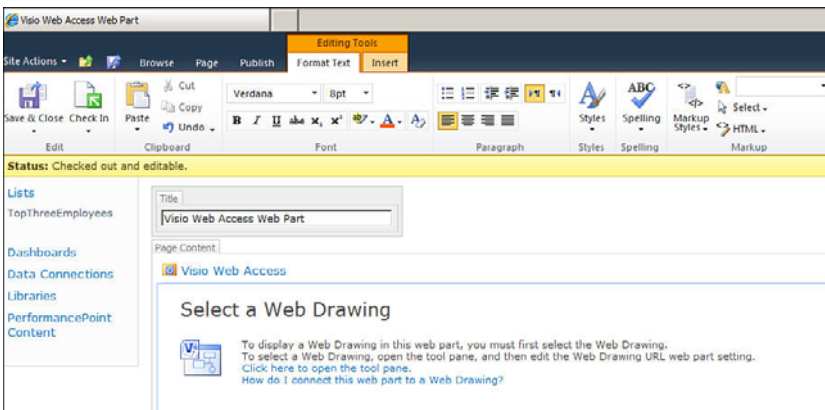 Visio Web Access Web Part
Editing Tools
Site Actions Browse Page Publish Format Text Insert
Cut
Copy
Undo
Save & Close Check In Paste
Verdana 8pt
B I U abc x₂ x² A A
ABC
Styles Spelling Markup Styles
Select
HTML
Edit Clipboard Font Paragraph Styles Spelling Markup
Status: Checked out and editable.
Lists
TopThreeEmployees
Dashboards
Data Connections
Libraries
PerformancePoint
Content
Title
Visio Web Access Web Part
Page Content
Visio Web Access
Select a Web Drawing
To display a Web Drawing in this web part, you must first select the Web Drawing.
To select a Web Drawing, open the tool pane, and then edit the Web Drawing URL web part setting.
Click here to open the tool pane.
How do I connect this web part to a Web Drawing?